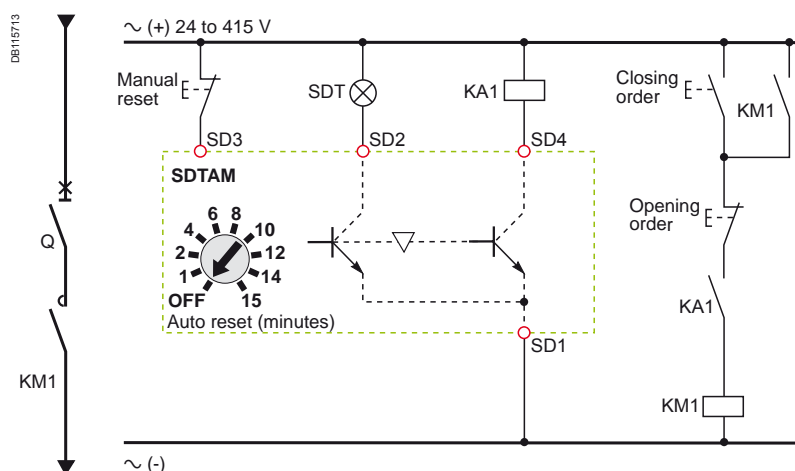 DB115713
∼ (+) 24 to 415 V
Manual
reset
SDT
KA1
Closing
order
KM1
SD3
SD2
SD4
SDTAM
Opening
order
Q
6
8
4
10
2
12
1
14
OFF
15
Auto reset (minutes)
KA1
SD1
KM1
KM1
∼ (-)